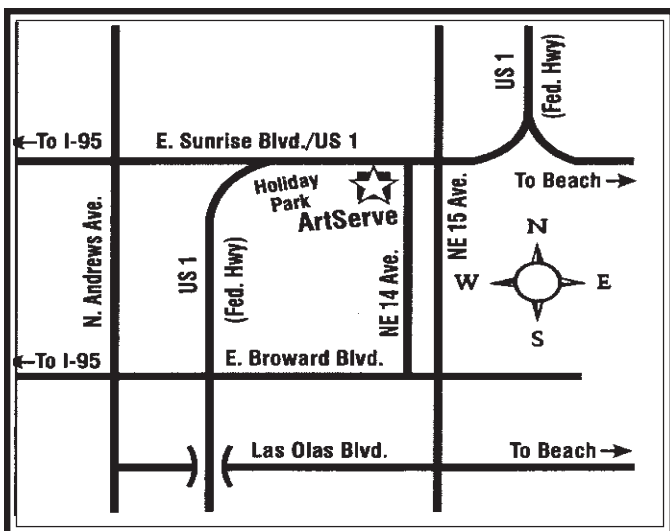 US 1
(Fed. Hwy)
←To I-95
E. Sunrise Blvd./US 1
To Beach→
Holiday
Park
ArtServe
N. Andrews Ave.
US 1
(Fed. Hwy)
NE 14 Ave.
NE 15 Ave.
N
W
E
S
←To I-95
E. Broward Blvd.
Las Olas Blvd.
To Beach→